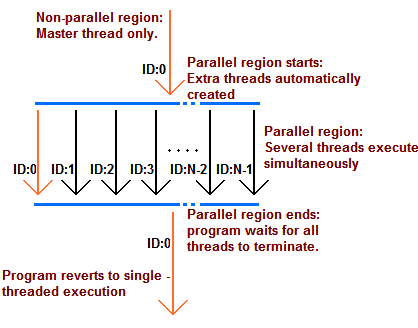 Non-parallel region:
Master thread only.
ID:0
Parallel region starts:
Extra threads automatically
created
Parallel region:
Several threads execute
simultaneously
....
ID:0 ID:1 ID:2 ID:3 ID:N-2 ID:N-1
Parallel region ends:
program waits for all
threads to terminate.
ID:0
Program reverts to single -
threaded execution